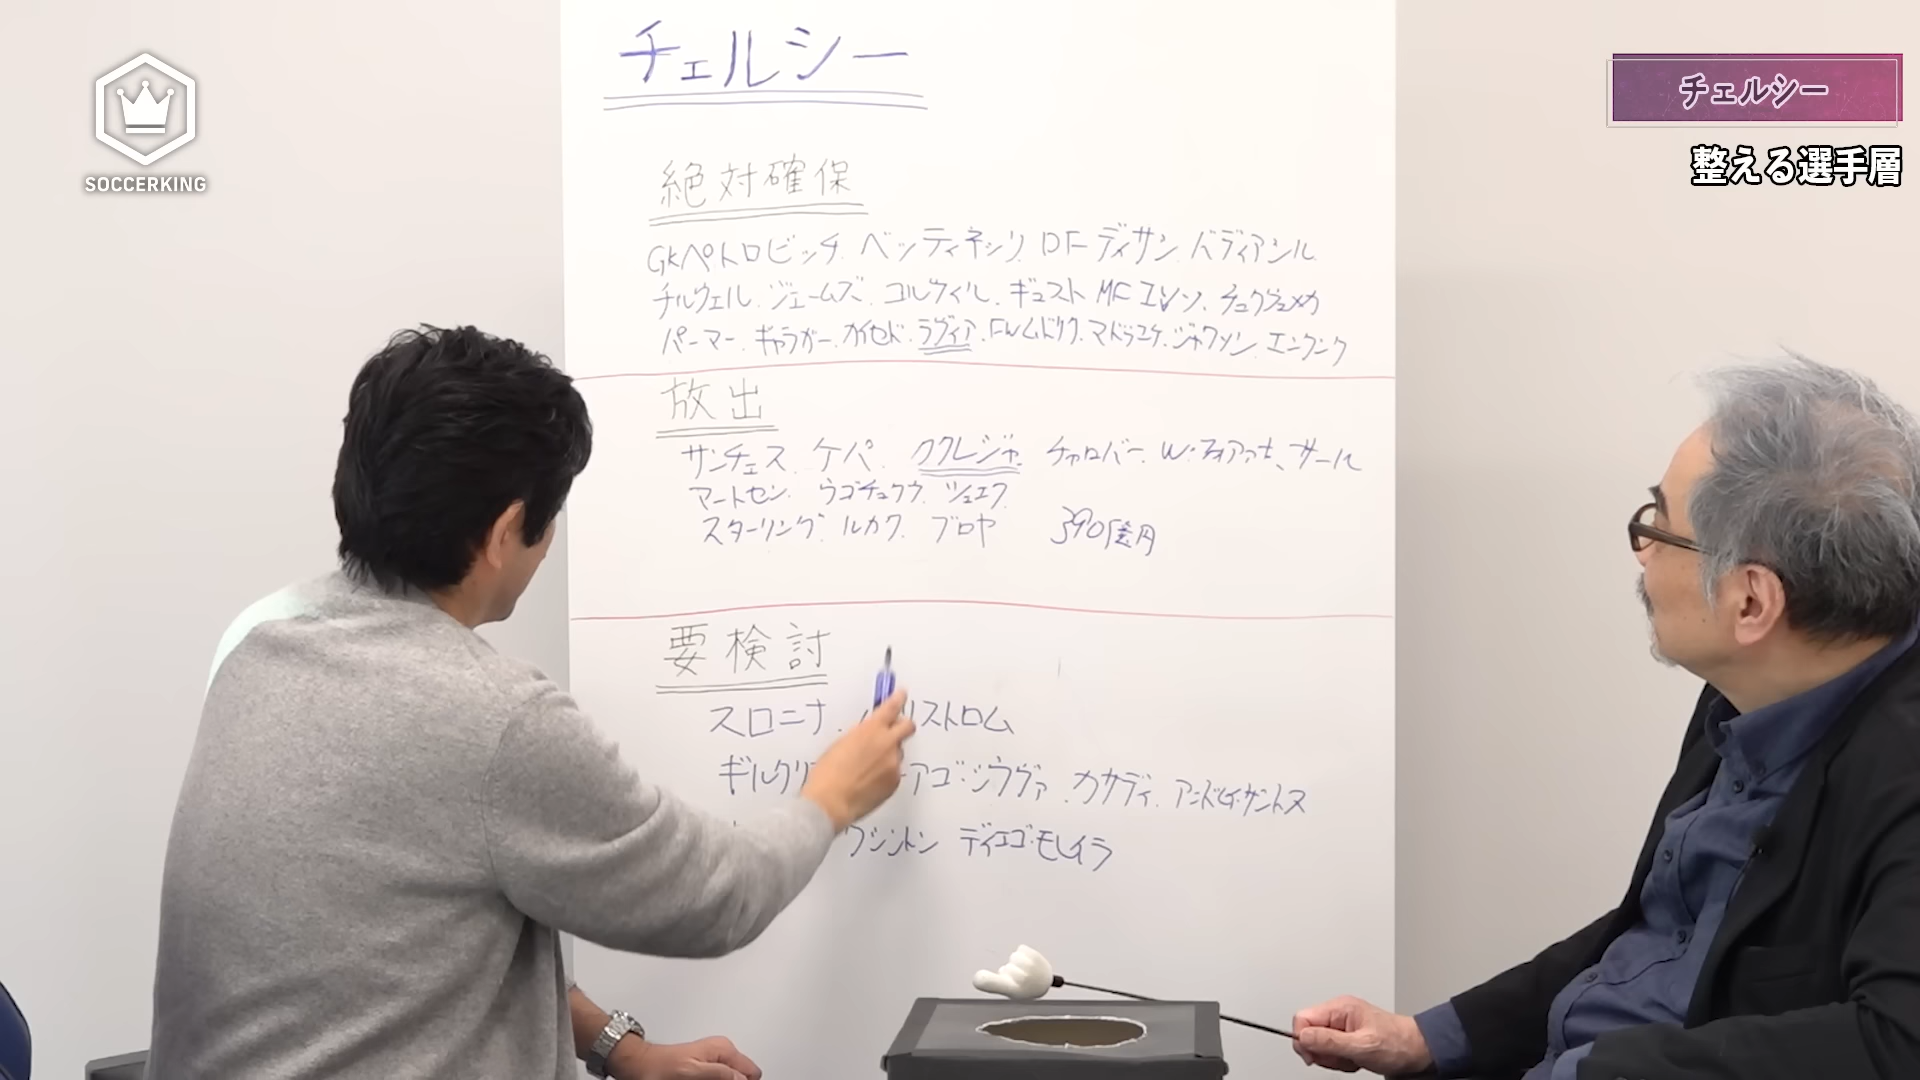 SOCCERKING
チェルシー
整える選手層
チェルシー
絶対確保
GKペトロビッチ. ベッティネッリ DF ディサシ. バディアシル
チルウェル. ジェームズ. コルウィル. ギュスト MF エンソ. チュクウェメカ
パーマー. ギャラガー. カイセド. ラヴィア. FWムドリク. マドゥエケ. ジャクソン. エンクンク
放出
サンチェス. ケパ. ククレジャ. チャロバー. W・フォファナ、サール
マートセン. ウゴチュクウ. ツィエク
スターリング. ルカク. ブロヤ 390億円
要検討
スロニナ. リストロム
ギルクリ アゴ・シウヴァ. カサディ. アンドレイ・サントス
ワシントン ディエゴ・モレイラ